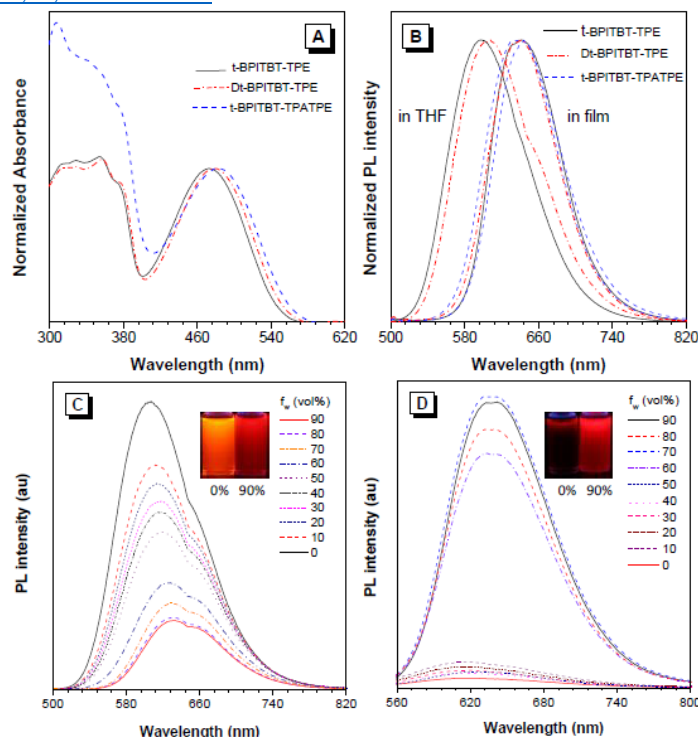 A
t-BPITBT-TPE
Dt-BPITBT-TPE
t-BPITBT-TPATPE
Normalized Absorbance
300 380 460 540 620
Wavelength (nm)
B
t-BPITBT-TPE
Dt-BPITBT-TPE
t-BPITBT-TPATPE
in THF
in film
Normalized PL intensity
500 580 660 740 820
Wavelength (nm)
C
f_w (vol%)
90
80
70
60
50
40
30
20
10
0
0% 90%
PL intensity (au)
500 580 660 740 820
Wavelength (nm)
D
f_w (vol%)
90
80
70
60
50
40
30
20
10
0
0% 90%
PL intensity (au)
560 620 680 740 800
Wavelength (nm)